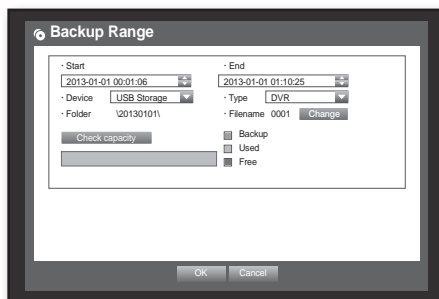 Backup Range
· Start · End
2013-01-01 00:01:06 2013-01-01 01:10:25
· Device USB Storage · Type DVR
· Folder \20130101\ · Filename 0001 Change
Check capacity Backup
Used
Free
OK Cancel